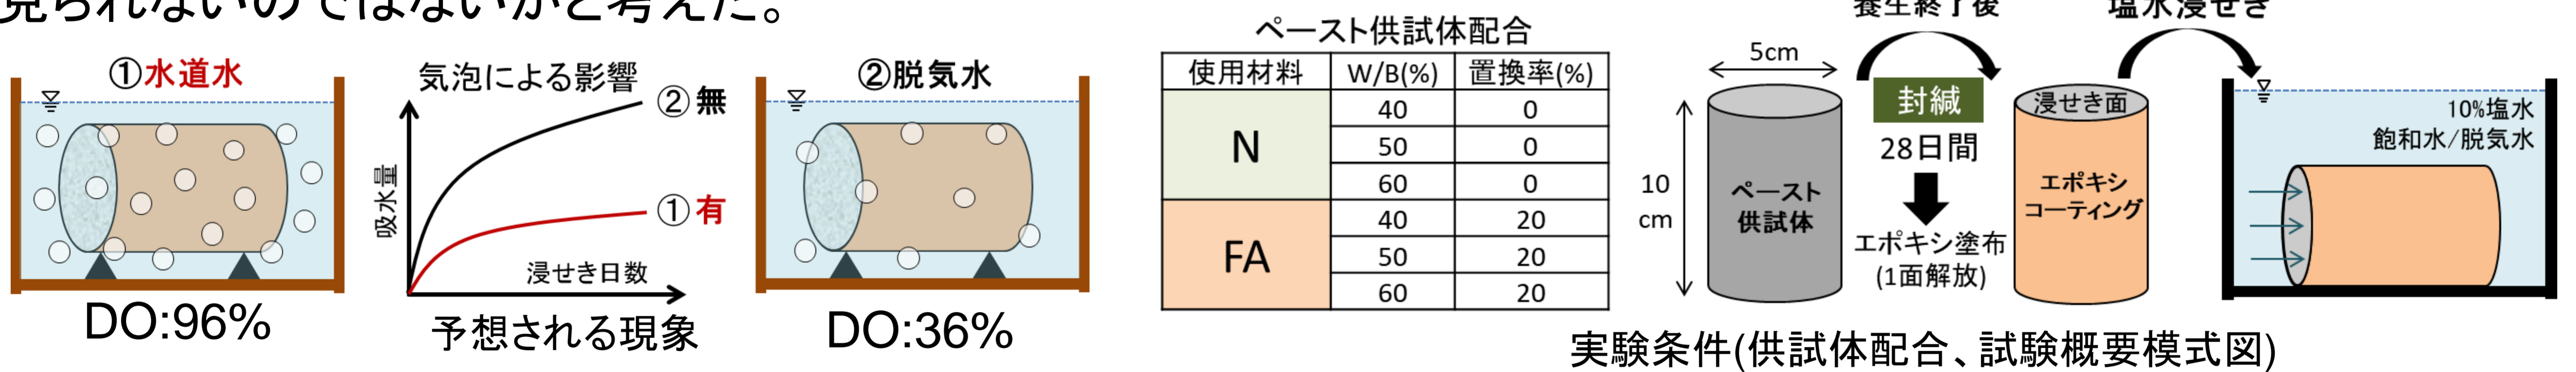 見られないのではないかと考えた。
①水道水
DO:96%
気泡による影響
②無
①有
吸水量
浸せき日数
予想される現象
②脱気水
DO:36%
ペースト供試体配合
使用材料 W/B(%) 置換率(%)
N
40 0
50 0
60 0
FA
40 20
50 20
60 20
5cm
10
cm
ペースト
供試体
養生終了後
封緘
28日間
エポキシ塗布
(1面解放)
浸せき面
エポキシ
コーティング
塩水浸せき
10%塩水
飽和水/脱気水
実験条件(供試体配合、試験概要模式図)